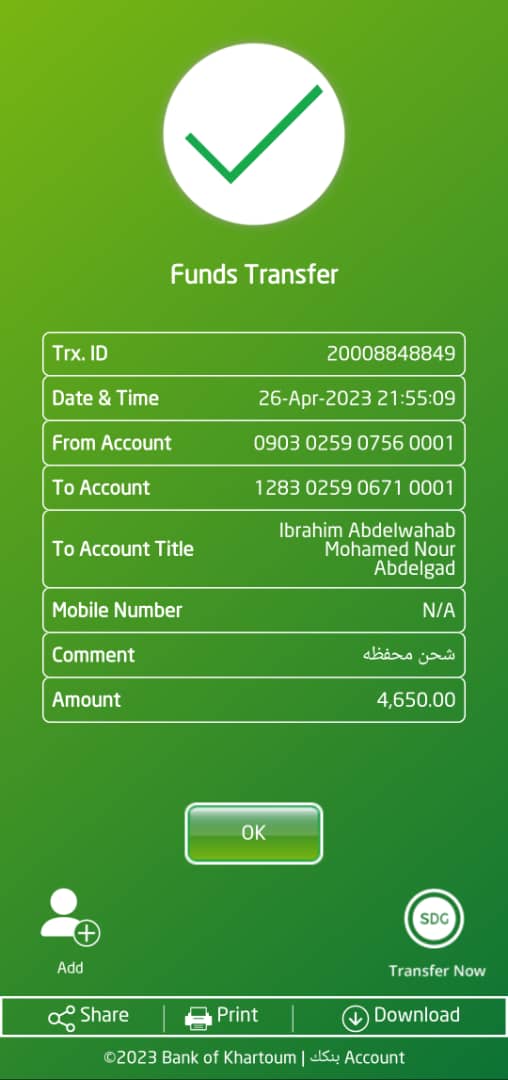 Funds Transfer
Trx. ID 20008848849
Date & Time 26-Apr-2023 21:55:09
From Account 0903 0259 0756 0001
To Account 1283 0259 0671 0001
To Account Title Ibrahim Abdelwahab
Mohamed Nour
Abdelgad
Mobile Number N/A
Comment شحن محفظه
Amount 4,650.00
OK
SDG
Add Transfer Now
Share Print Download
©2023 Bank of Khartoum | بنكك Account